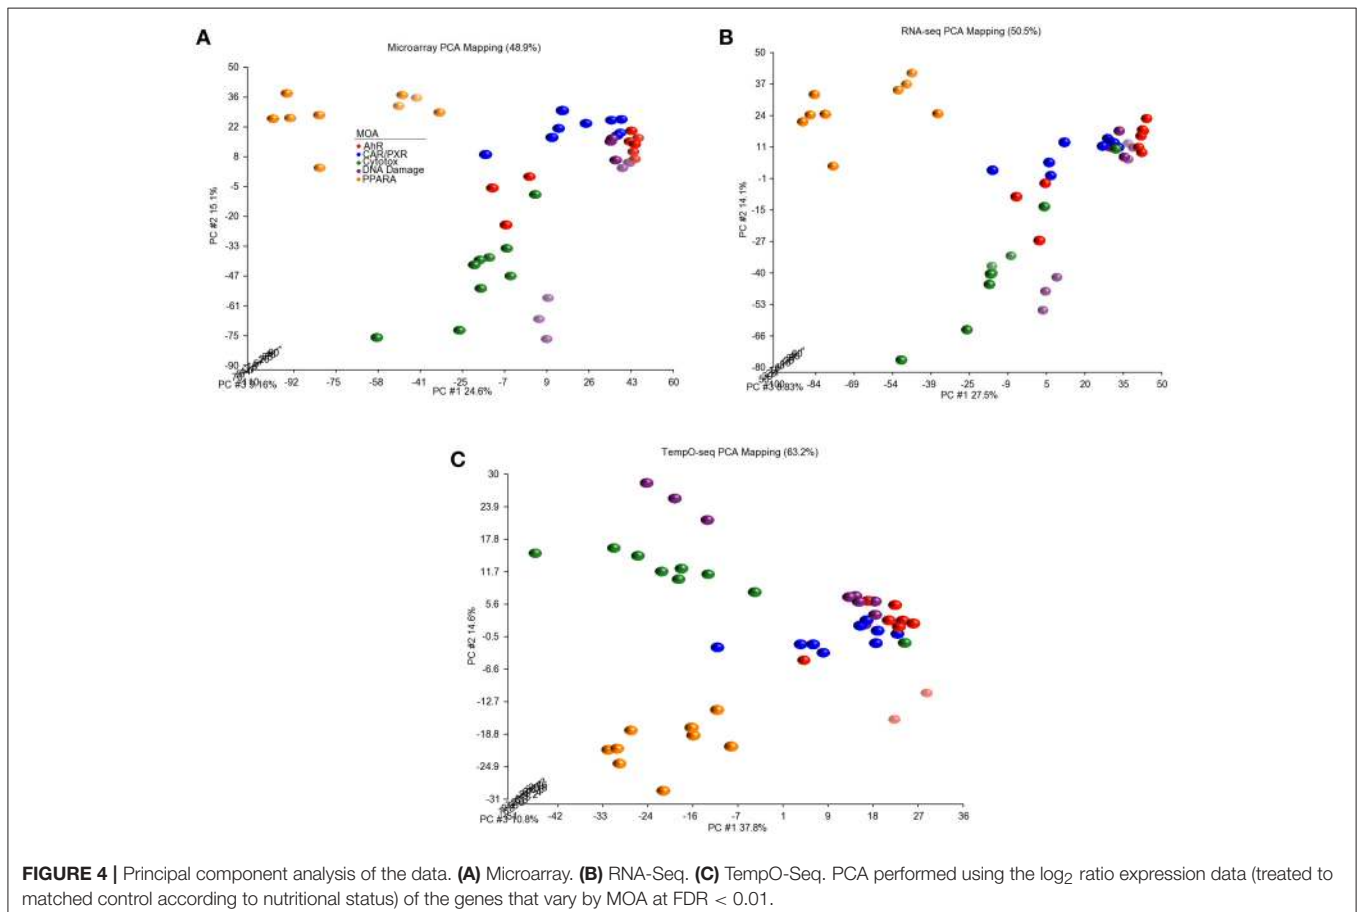 A
Microarray PCA Mapping (48.9%)
50
36
22
8
-5
-20
-33
-47
-61
-75
-90
PC #2 15.1%
MOA
AhR
CAR/PXR
Cytotox
DNA Damage
PPARA
-92
-58
-41
-25
-7
9
26
43
60
PC #1 24.6%
B
RNA-seq PCA Mapping (50.5%)
50
37
24
11
-1
-15
-27
-40
-53
-66
-80
PC #2 14.1%
-84
-69
-54
-39
-25
-9
5
20
35
50
PC #1 27.5%
C
TempO-seq PCA Mapping (63.2%)
30
23.9
17.8
11.7
5.6
-0.5
-6.6
-12.7
-18.8
-24.9
-31
PC #2 14.6%
-42
-33
-24
-16
-7
1
9
18
27
36
PC #3 10.8%
PC #1 37.8%
FIGURE 4 | Principal component analysis of the data. (A) Microarray. (B) RNA-Seq. (C) TempO-Seq. PCA performed using the log2 ratio expression data (treated to
matched control according to nutritional status) of the genes that vary by MOA at FDR < 0.01.